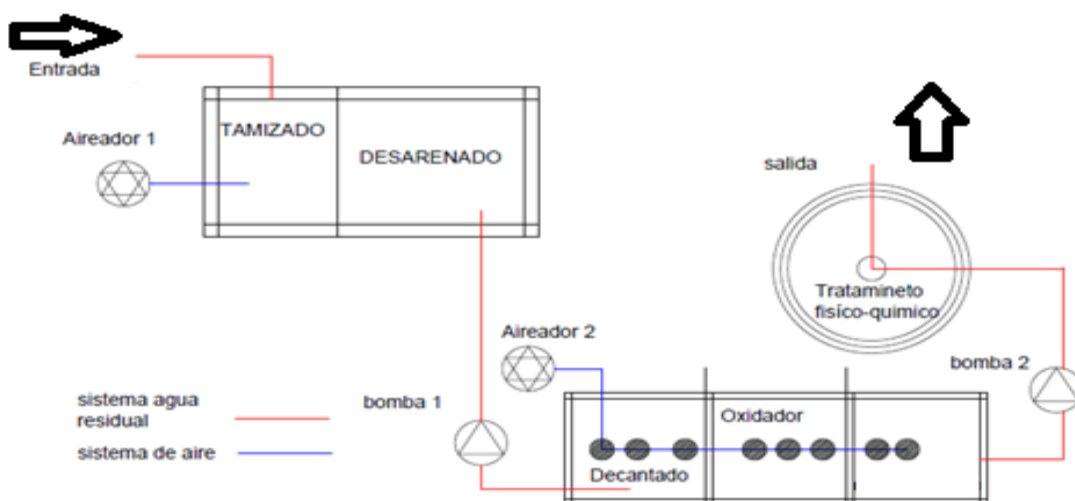 Entrada
Aireador 1
TAMIZADO
DESARENADO
salida
Tratamineto
fisíco-quimico
Aireador 2
bomba 2
sistema agua
residual
bomba 1
Oxidador
sistema de aire
Decantado